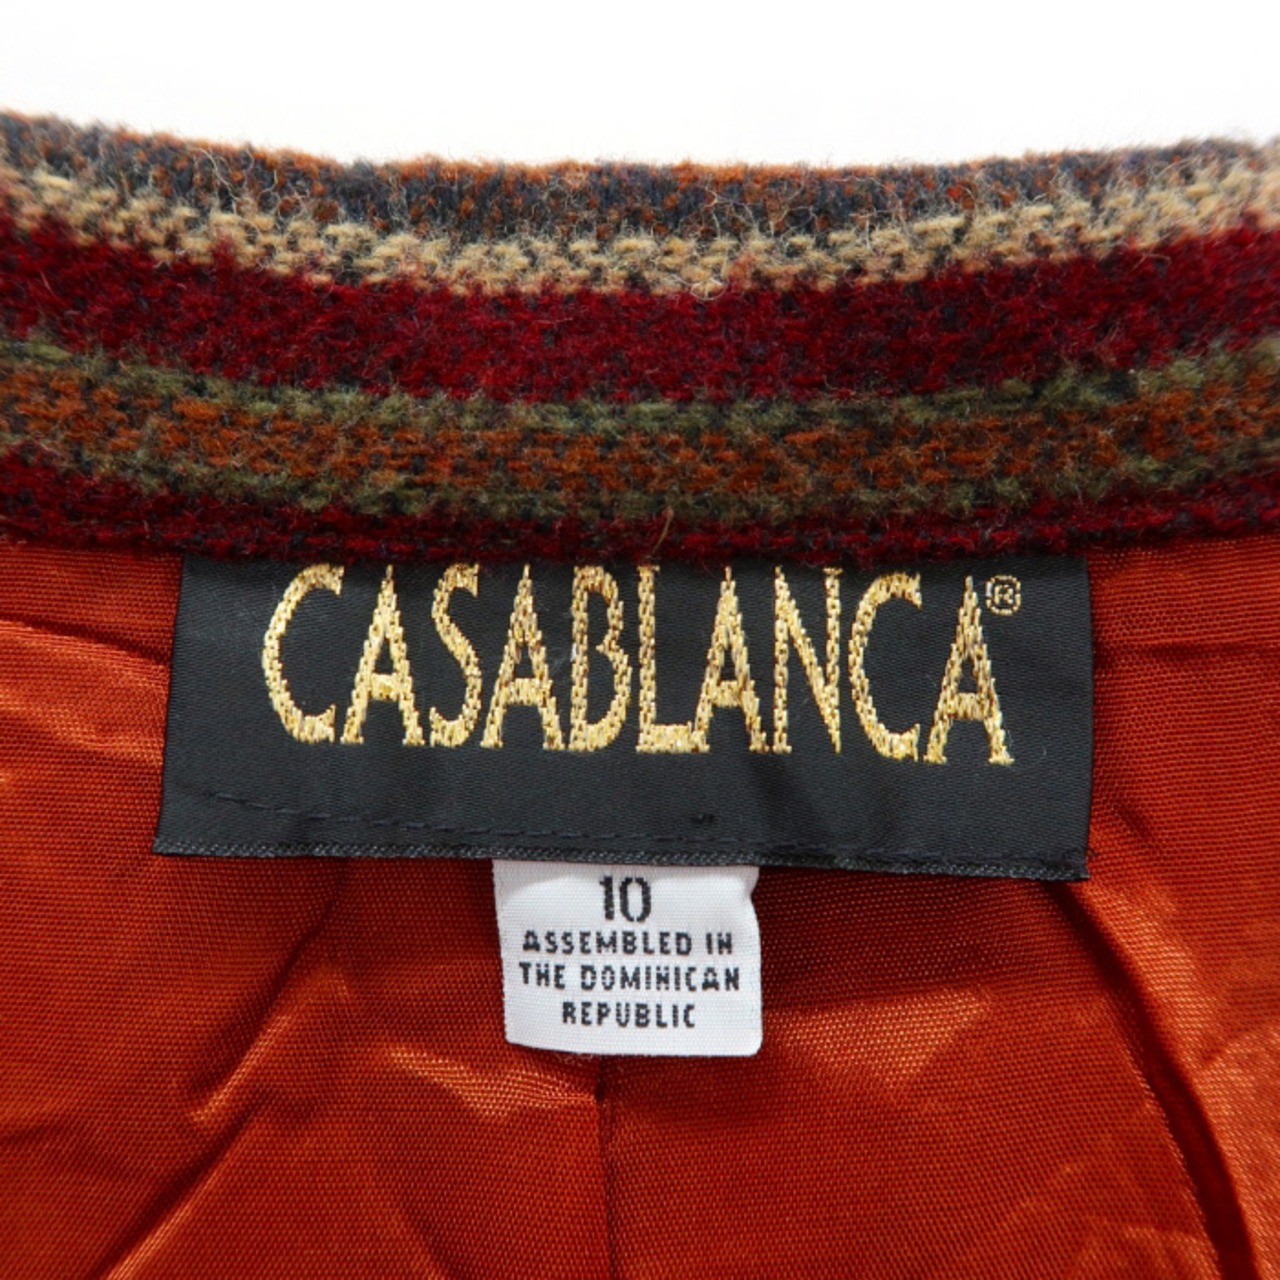 CASABLANCA®
10
ASSEMBLED IN
THE DOMINICAN
REPUBLIC